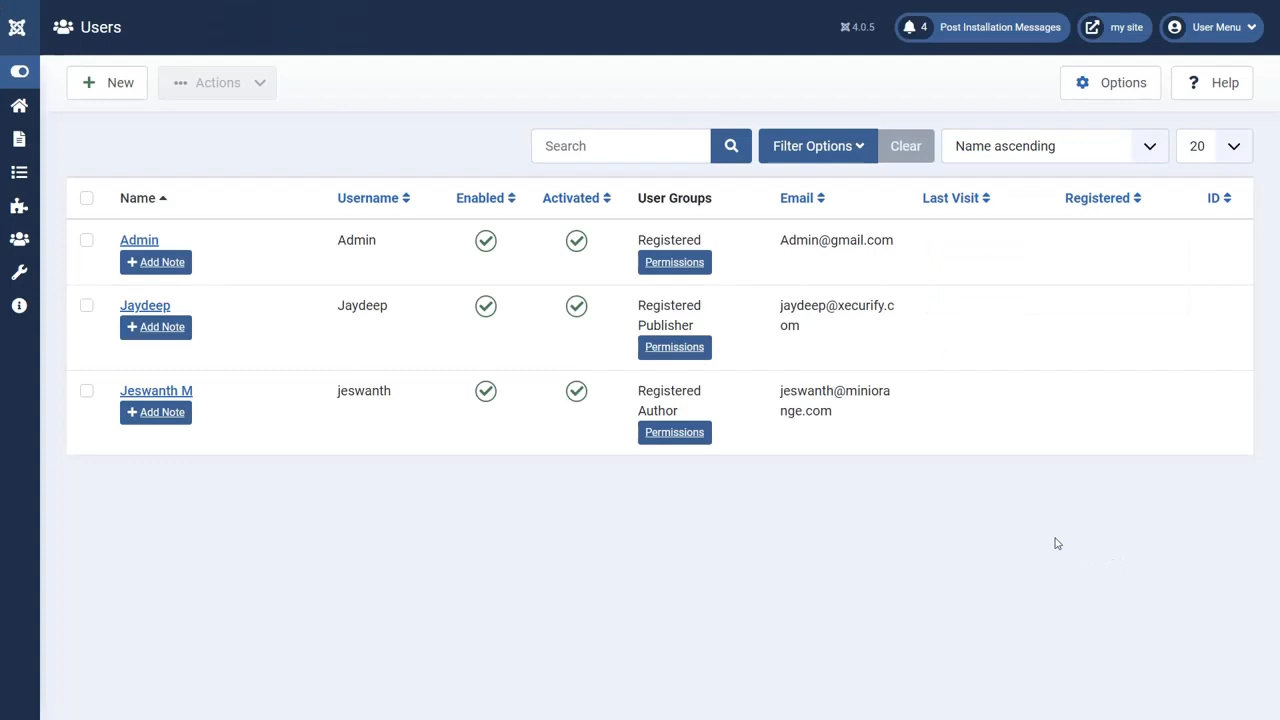 Users
4.0.5
4 Post Installation Messages
my site
User Menu
New
Actions
Options
? Help
Search
Filter Options
Clear
Name ascending
20
Name
Username
Enabled
Activated
User Groups
Email
Last Visit
Registered
ID
Admin
+ Add Note
Admin
Registered
Permissions
Admin@gmail.com
Jaydeep
+ Add Note
Jaydeep
Registered
Publisher
Permissions
jaydeep@xecurify.c
om
Jeswanth M
+ Add Note
jeswanth
Registered
Author
Permissions
jeswanth@miniora
nge.com